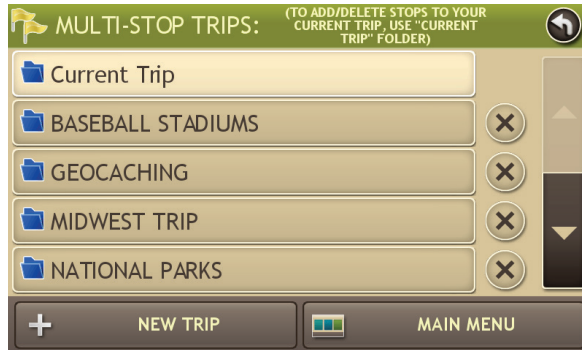 MULTI-STOP TRIPS:
(TO ADD/DELETE STOPS TO YOUR
CURRENT TRIP, USE "CURRENT
TRIP" FOLDER)
Current Trip
BASEBALL STADIUMS
GEOCACHING
MIDWEST TRIP
NATIONAL PARKS
NEW TRIP
MAIN MENU